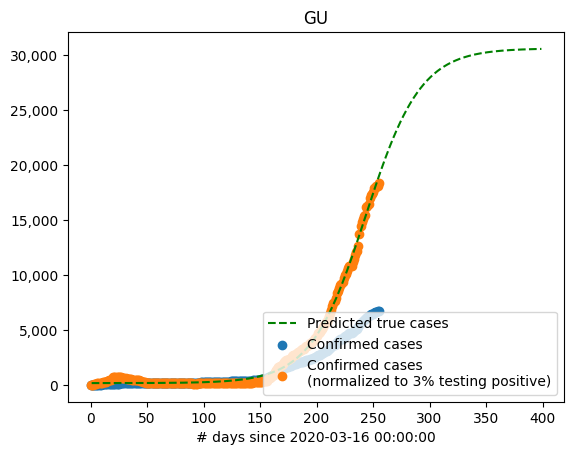 GU
30,000
25,000
20,000
15,000
10,000
5,000
0
Predicted true cases
Confirmed cases
Confirmed cases
(normalized to 3% testing positive)
0 50 100 150 200 250 300 350 400
# days since 2020-03-16 00:00:00